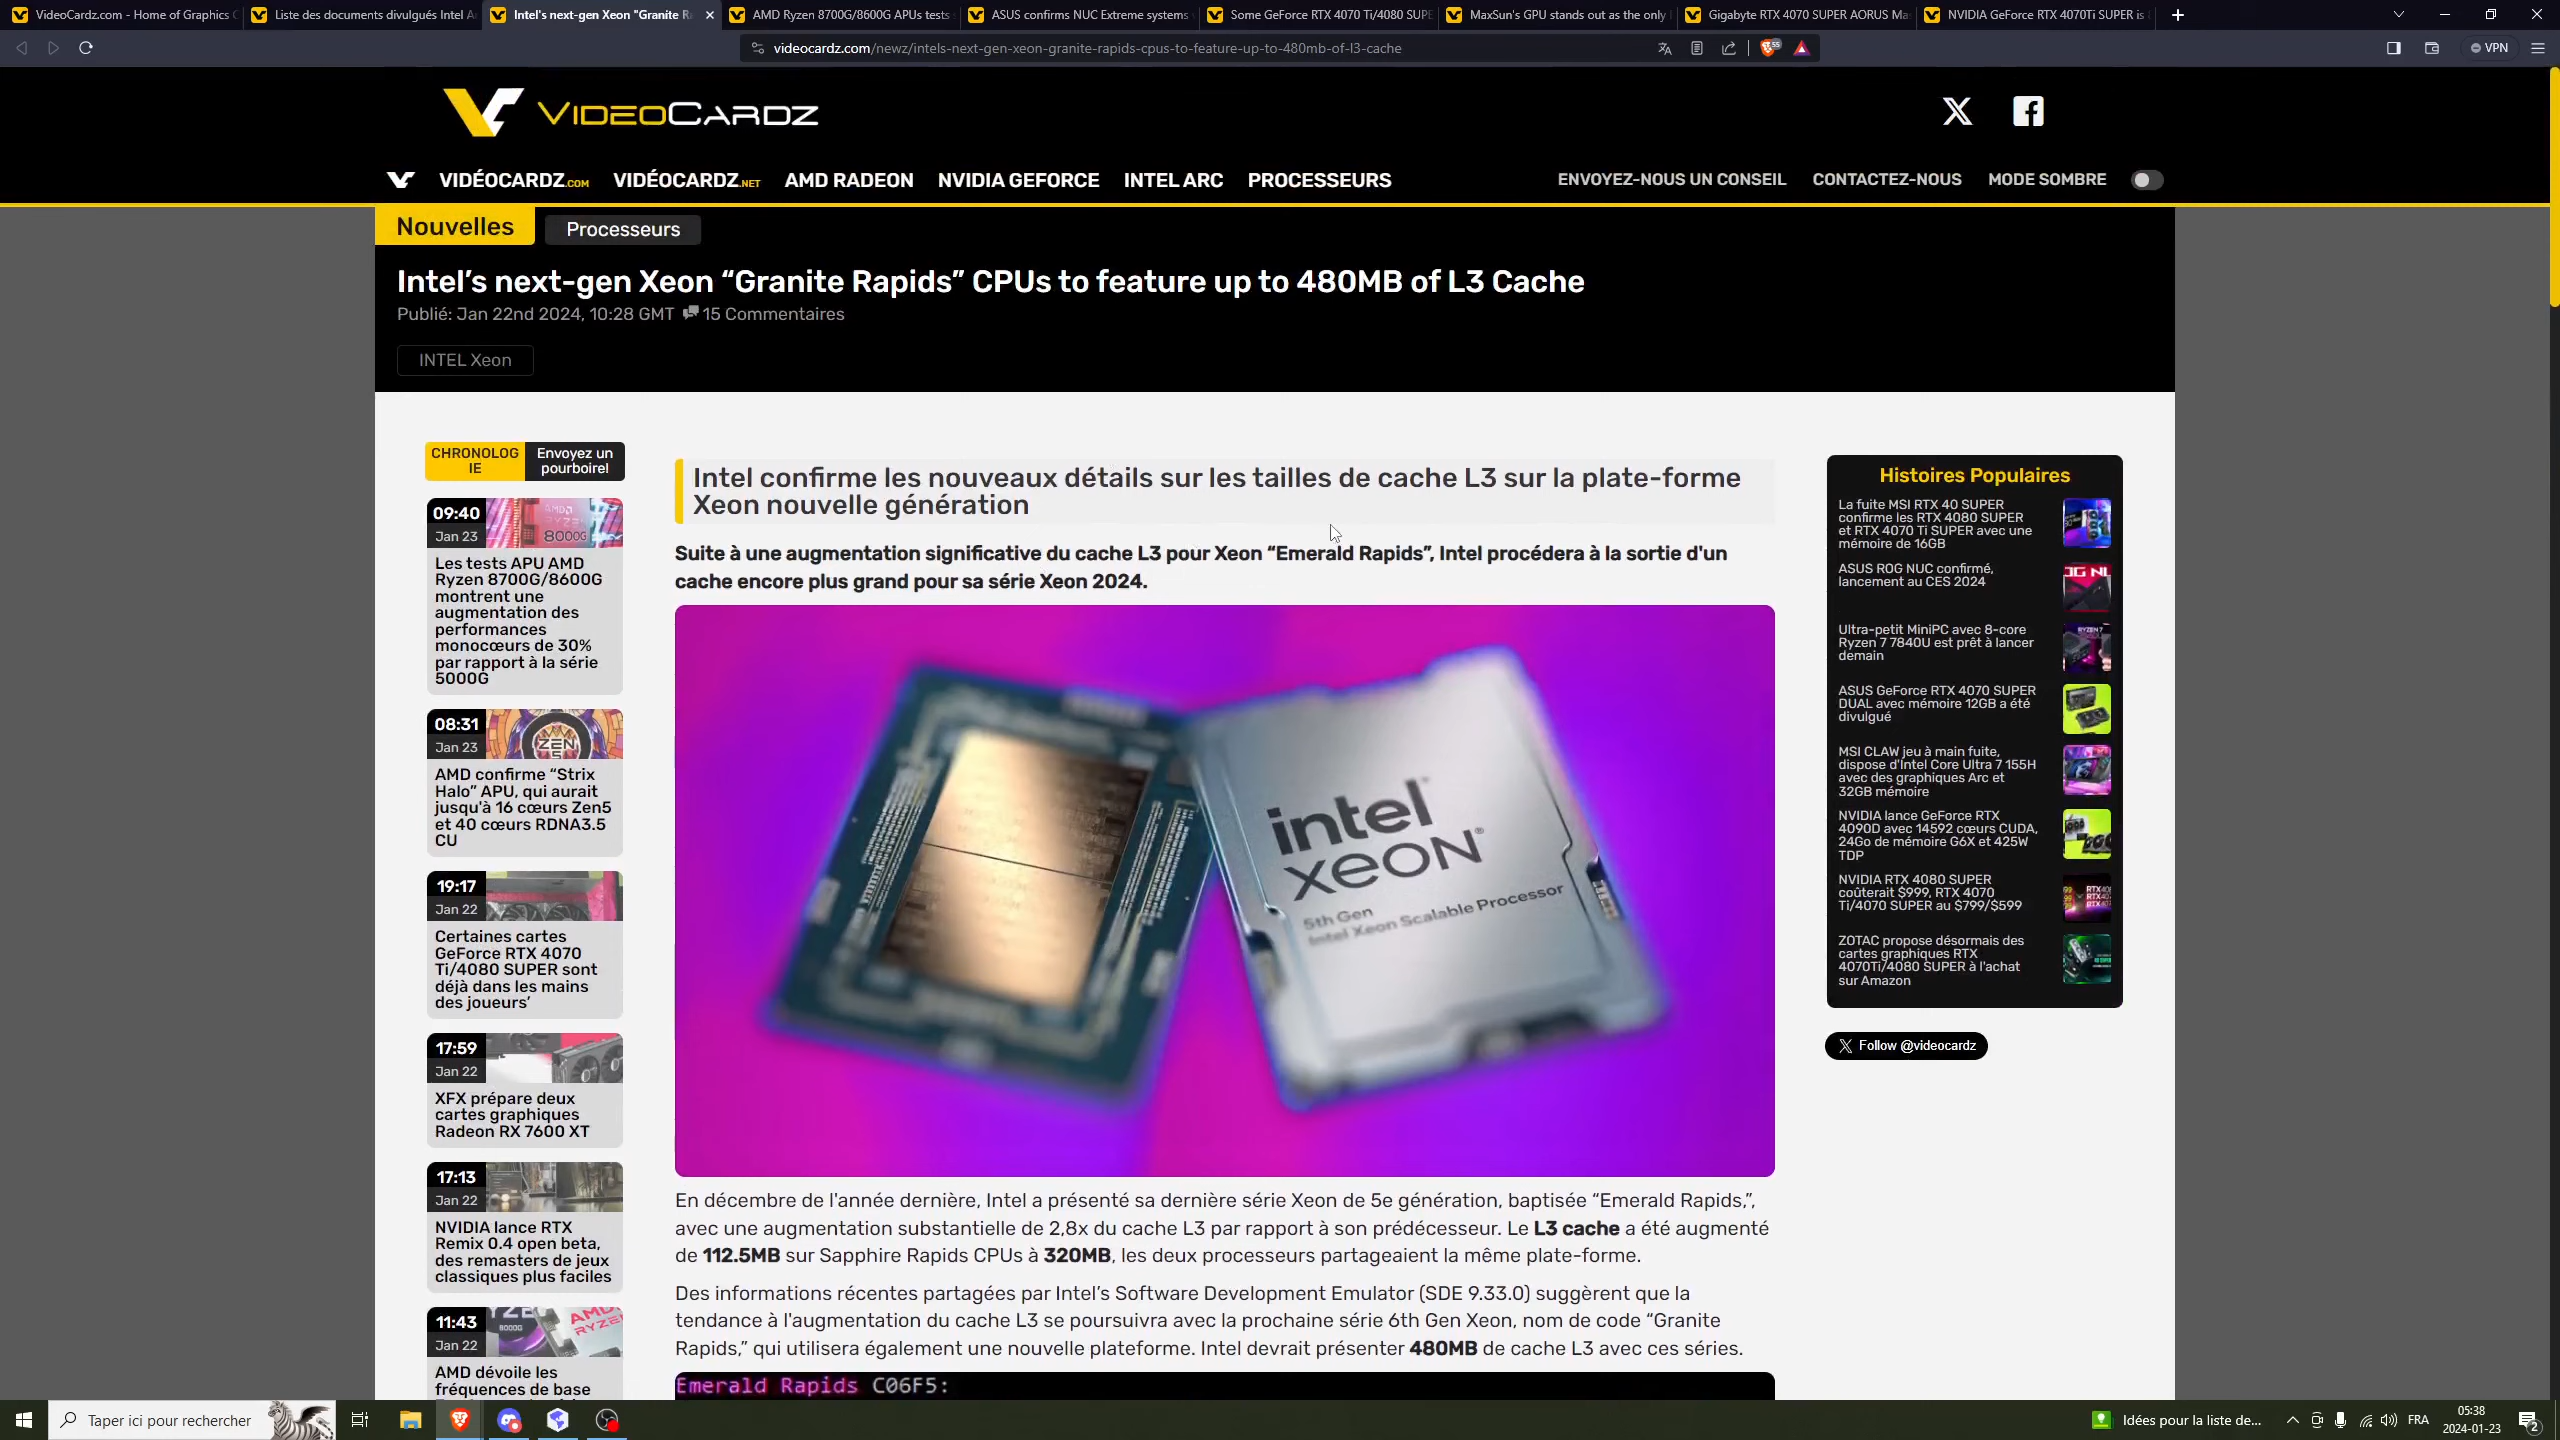 VideoCardz.com - Home of Graphics C
Liste des documents divulgués Intel A
Intel's next-gen Xeon "Granite R
AMD Ryzen 8700G/8600G APUs tests
ASUS confirms NUC Extreme systems
Some GeForce RTX 4070 Ti/4080 SUPE
MaxSun's GPU stands out as the only
Gigabyte RTX 4070 SUPER AORUS Ma
NVIDIA GeForce RTX 4070Ti SUPER is
videocardz.com/newz/intels-next-gen-xeon-granite-rapids-cpus-to-feature-up-to-480mb-of-l3-cache
55
VPN
VIDEOCARDZ
VIDÉOCARDZ.COM
VIDÉOCARDZ.NET
AMD RADEON
NVIDIA GEFORCE
INTEL ARC
PROCESSEURS
ENVOYEZ-NOUS UN CONSEIL
CONTACTEZ-NOUS
MODE SOMBRE
Nouvelles
Processeurs
Intel’s next-gen Xeon “Granite Rapids” CPUs to feature up to 480MB of L3 Cache
Publié: Jan 22nd 2024, 10:28 GMT 15 Commentaires
INTEL Xeon
CHRONOLOG
IE
Envoyez un
pourboire!
09:40
Jan 23
AMD
RYZEN
8000G
Les tests APU AMD
Ryzen 8700G/8600G
montrent une
augmentation des
performances
monocœurs de 30%
par rapport à la série
5000G
08:31
Jan 23
ZEN
5
AMD confirme “Strix
Halo” APU, qui aurait
jusqu'à 16 cœurs Zen5
et 40 cœurs RDNA3.5
CU
19:17
Jan 22
Certaines cartes
GeForce RTX 4070
Ti/4080 SUPER sont
déjà dans les mains
des joueurs’
17:59
Jan 22
XFX prépare deux
cartes graphiques
Radeon RX 7600 XT
17:13
Jan 22
NVIDIA lance RTX
Remix 0.4 open beta,
des remasters de jeux
classiques plus faciles
11:43
Jan 22
AMD dévoile les
fréquences de base
Intel confirme les nouveaux détails sur les tailles de cache L3 sur la plate-forme
Xeon nouvelle génération
Suite à une augmentation significative du cache L3 pour Xeon “Emerald Rapids”, Intel procédera à la sortie d'un
cache encore plus grand pour sa série Xeon 2024.
intel
XEON®
5th Gen
Intel Xeon Scalable Processor
En décembre de l'année dernière, Intel a présenté sa dernière série Xeon de 5e génération, baptisée “Emerald Rapids,”,
avec une augmentation substantielle de 2,8x du cache L3 par rapport à son prédécesseur. Le L3 cache a été augmenté
de 112.5MB sur Sapphire Rapids CPUs à 320MB, les deux processeurs partageaient la même plate-forme.
Des informations récentes partagées par Intel’s Software Development Emulator (SDE 9.33.0) suggèrent que la
tendance à l'augmentation du cache L3 se poursuivra avec la prochaine série 6th Gen Xeon, nom de code “Granite
Rapids,” qui utilisera également une nouvelle plateforme. Intel devrait présenter 480MB de cache L3 avec ces séries.
Emerald Rapids C06F5:
Histoires Populaires
La fuite MSI RTX 40 SUPER
confirme les RTX 4080 SUPER
et RTX 4070 Ti SUPER avec une
mémoire de 16GB
ASUS ROG NUC confirmé,
lancement au CES 2024
Ultra-petit MiniPC avec 8-core
Ryzen 7 7840U est prêt à lancer
demain
ASUS GeForce RTX 4070 SUPER
DUAL avec mémoire 12GB a été
divulgué
MSI CLAW jeu à main fuite,
dispose d'Intel Core Ultra 7 155H
avec des graphiques Arc et
32GB mémoire
NVIDIA lance GeForce RTX
4090D avec 14592 cœurs CUDA,
24Go de mémoire G6X et 425W
TDP
NVIDIA RTX 4080 SUPER
coûterait $999, RTX 4070
Ti/4070 SUPER au $799/$599
ZOTAC propose désormais des
cartes graphiques RTX
4070Ti/4080 SUPER à l'achat
sur Amazon
Follow @videocardz
Taper ici pour rechercher
Idées pour la liste de...
FRA
05:38
2024-01-23
2